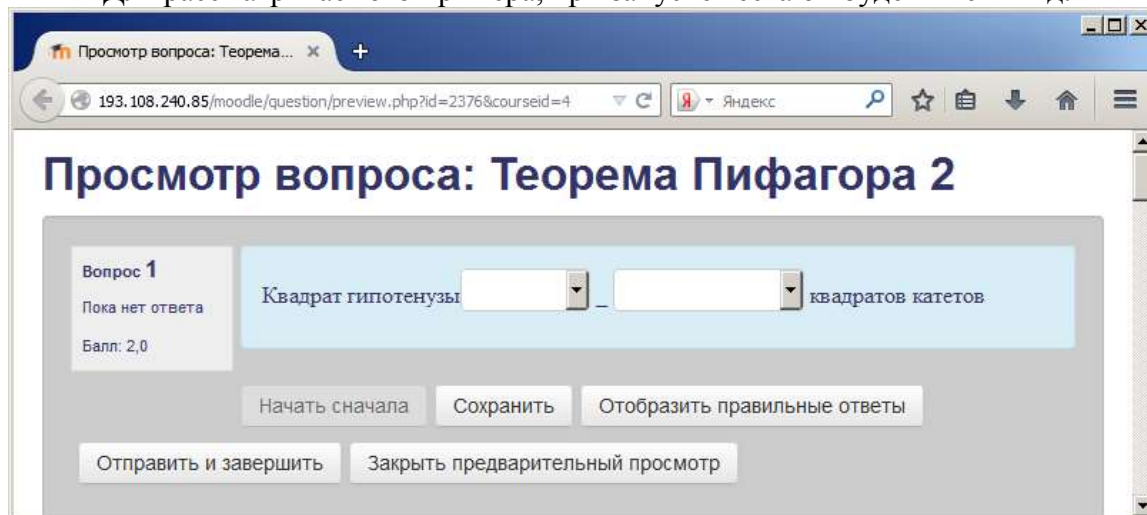 Просмотр вопроса: Теорема...
193.108.240.85/moodle/question/preview.php?id=2376&courseid=4
Яндекс
Просмотр вопроса: Теорема Пифагора 2
Вопрос 1
Пока нет ответа
Балл: 2,0
Квадрат гипотенузы _ квадратов катетов
Начать сначала Сохранить Отобразить правильные ответы
Отправить и завершить Закрыть предварительный просмотр